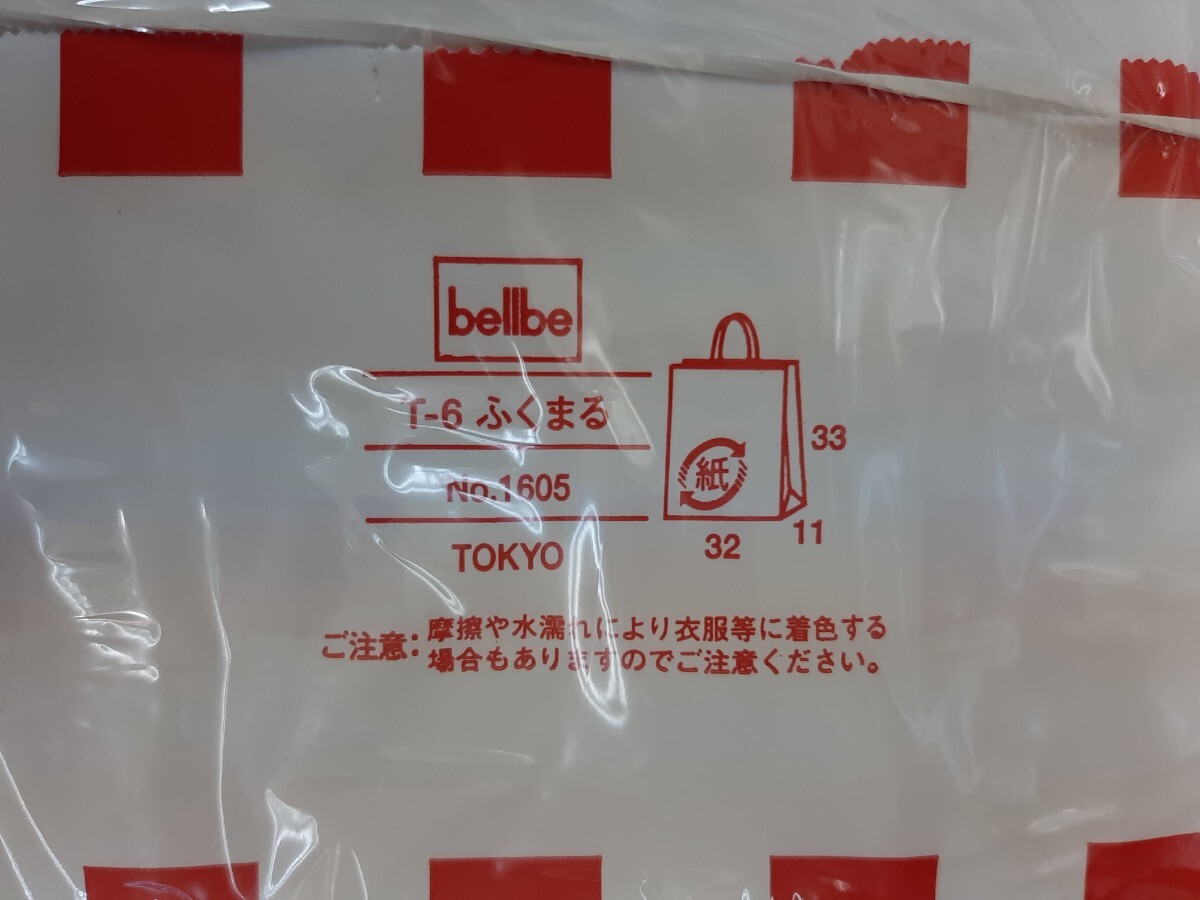 bellbe
T-6 ふくまる
No.1605
TOKYO
紙
33
11
32
ご注意:摩擦や水濡れにより衣服等に着色する
場合もありますのでご注意ください。